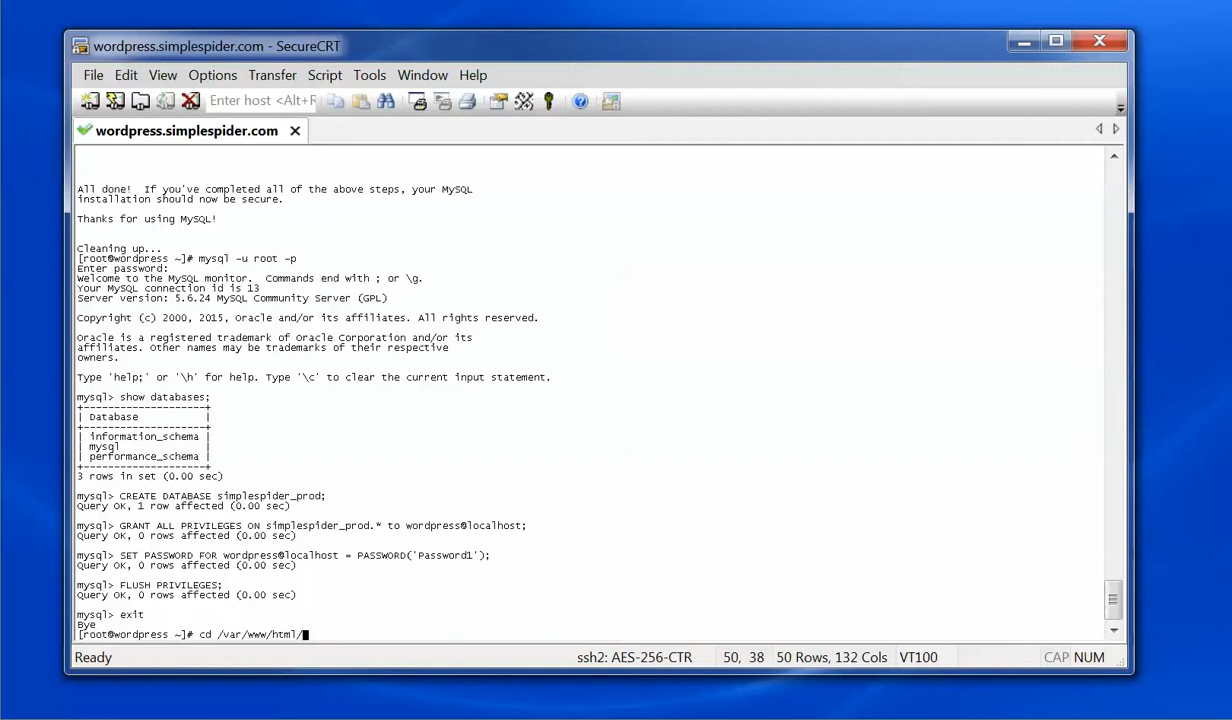 wordpress.simplespider.com - SecureCRT
File Edit View Options Transfer Script Tools Window Help
Enter host <Alt+R
wordpress.simplespider.com
All done!  If you've completed all of the above steps, your MySQL
installation should now be secure.
Thanks for using MySQL!
Cleaning up...
[root@wordpress ~]# mysql -u root -p
Enter password:
Welcome to the MySQL monitor.  Commands end with ; or \g.
Your MySQL connection id is 13
Server version: 5.6.24 MySQL Community Server (GPL)
Copyright (c) 2000, 2015, Oracle and/or its affiliates. All rights reserved.
Oracle is a registered trademark of Oracle Corporation and/or its
affiliates. Other names may be trademarks of their respective
owners.
Type 'help;' or '\h' for help. Type '\c' to clear the current input statement.
mysql> show databases;
+--------------------+
| Database           |
+--------------------+
| information_schema |
| mysql              |
| performance_schema |
+--------------------+
3 rows in set (0.00 sec)
mysql> CREATE DATABASE simplespider_prod;
Query OK, 1 row affected (0.00 sec)
mysql> GRANT ALL PRIVILEGES ON simplespider_prod.* to wordpress@localhost;
Query OK, 0 rows affected (0.00 sec)
mysql> SET PASSWORD FOR wordpress@localhost = PASSWORD('Password1');
Query OK, 0 rows affected (0.00 sec)
mysql> FLUSH PRIVILEGES;
Query OK, 0 rows affected (0.00 sec)
mysql> exit
Bye
[root@wordpress ~]# cd /var/www/html/
Ready ssh2: AES-256-CTR 50, 38 50 Rows, 132 Cols VT100 CAP NUM